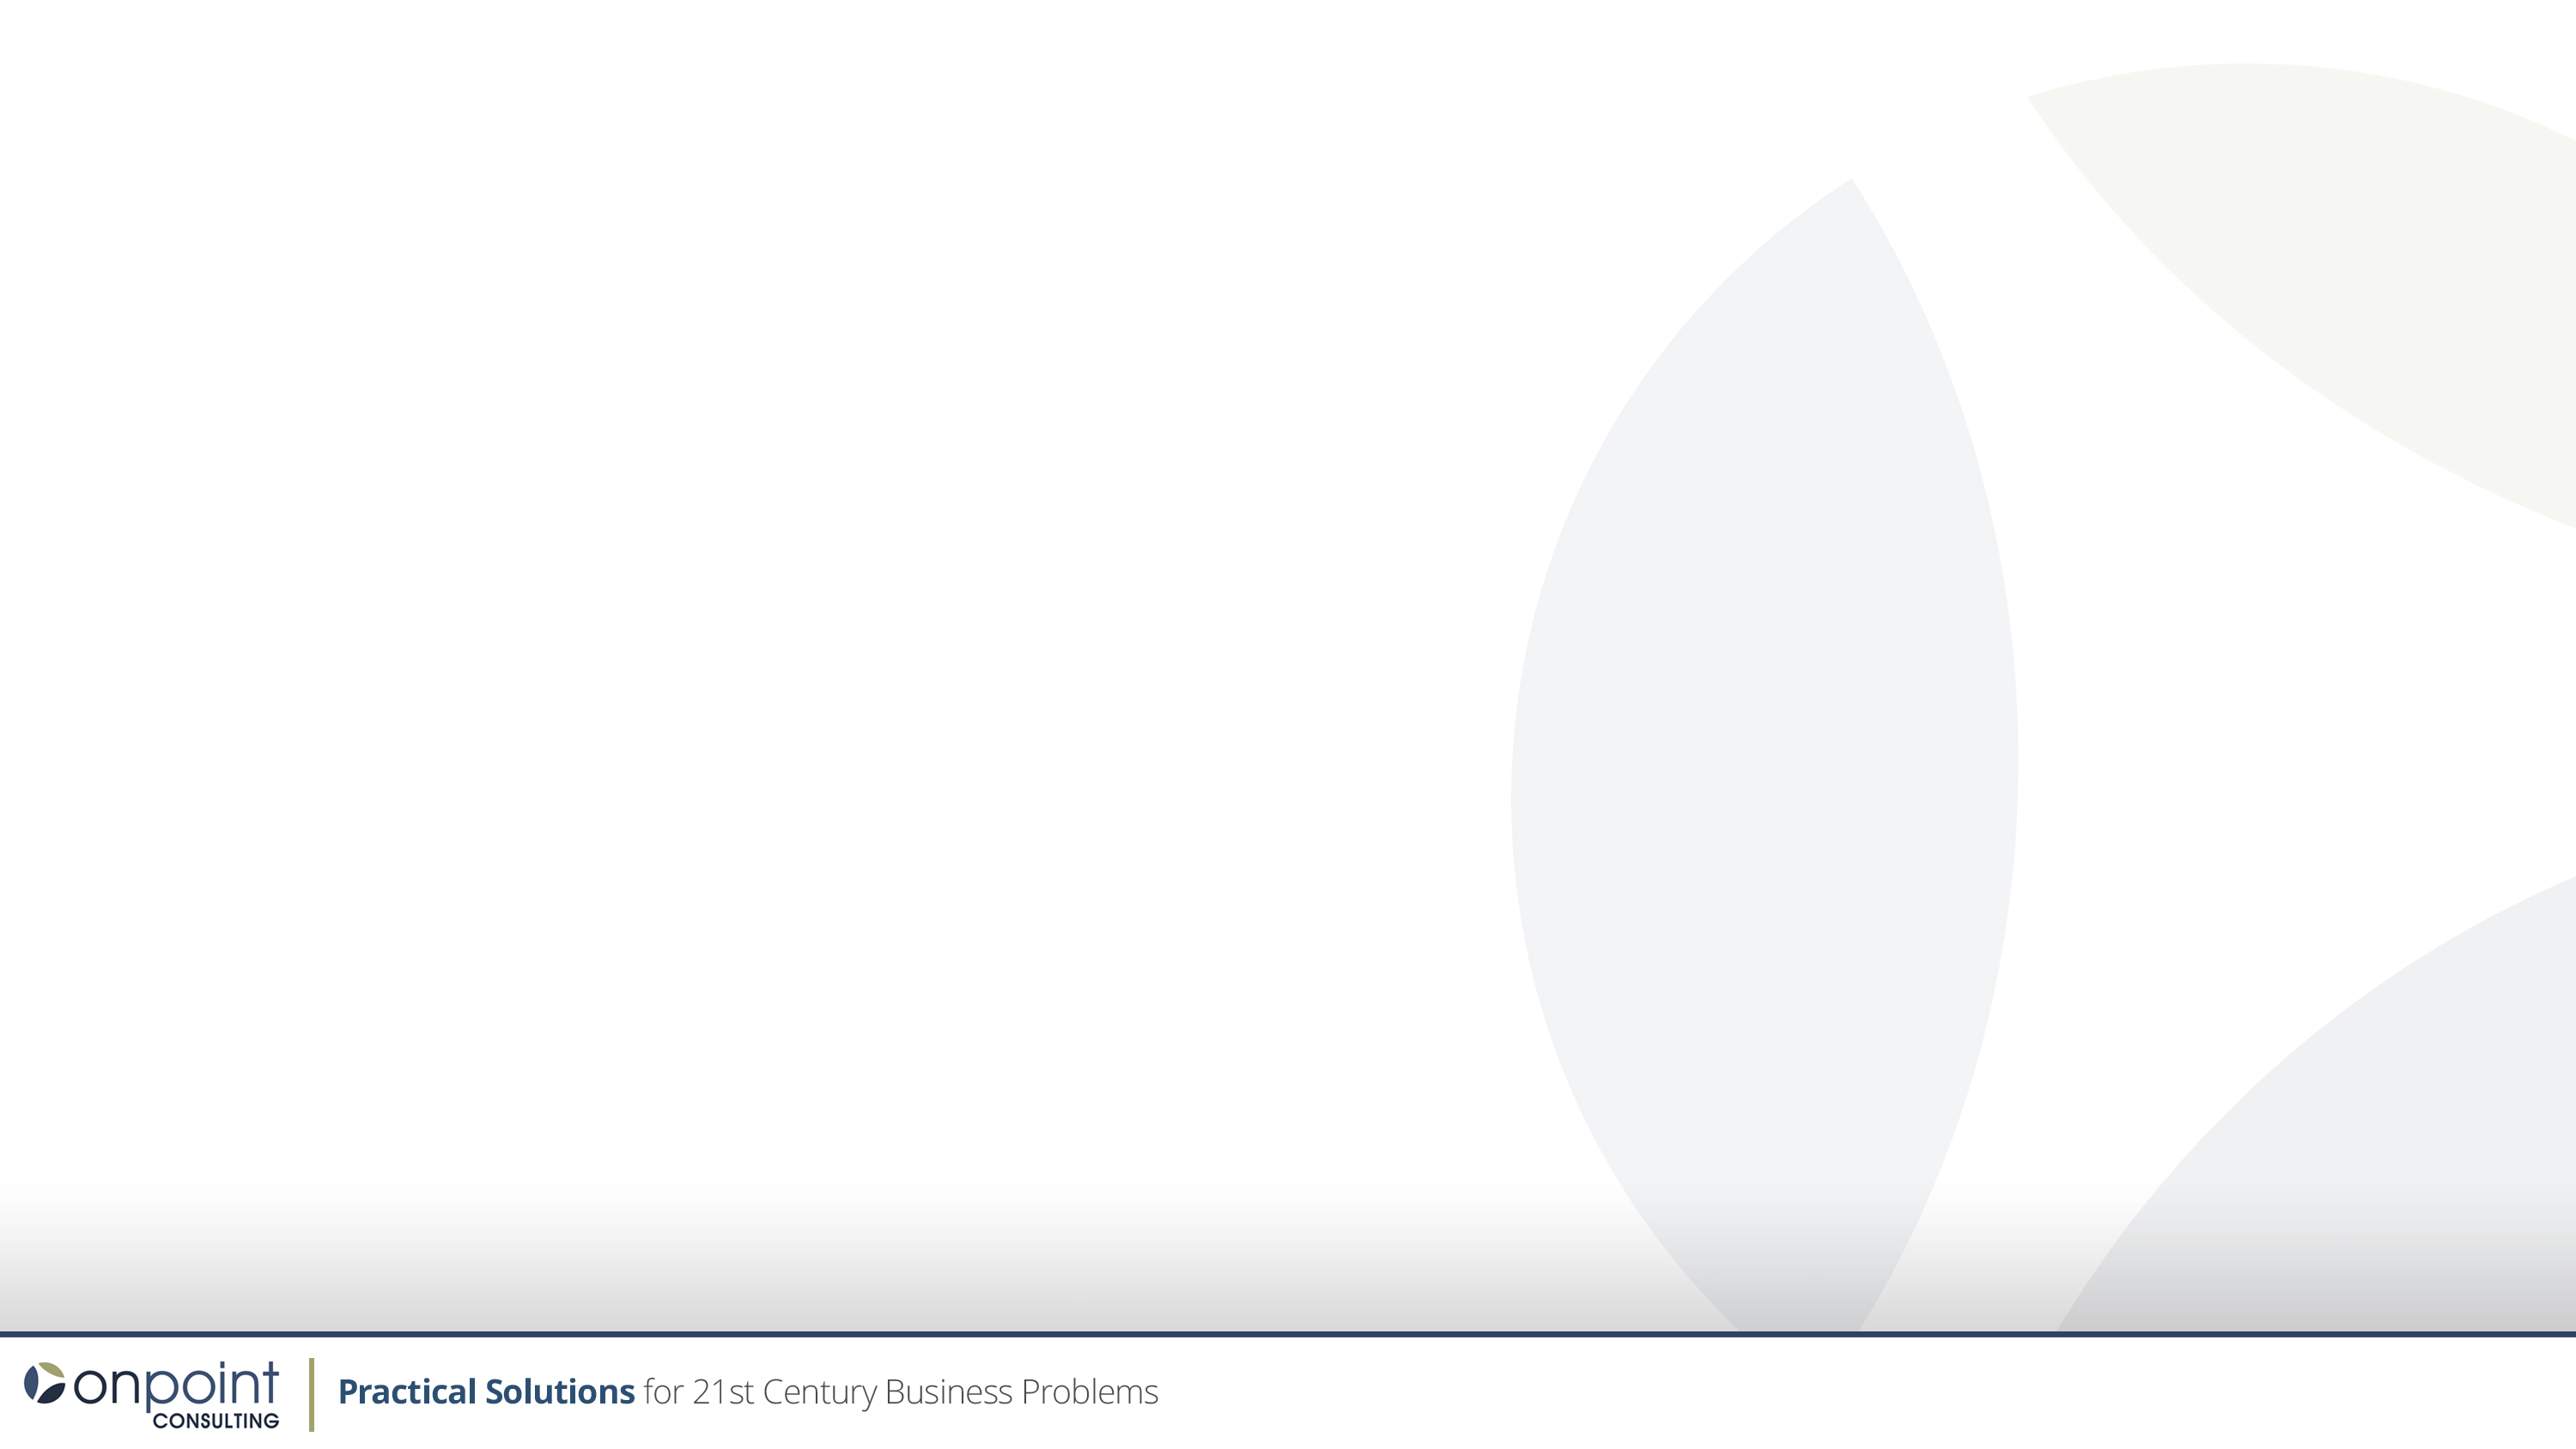 onpoint
CONSULTING
Practical Solutions for 21st Century Business Problems